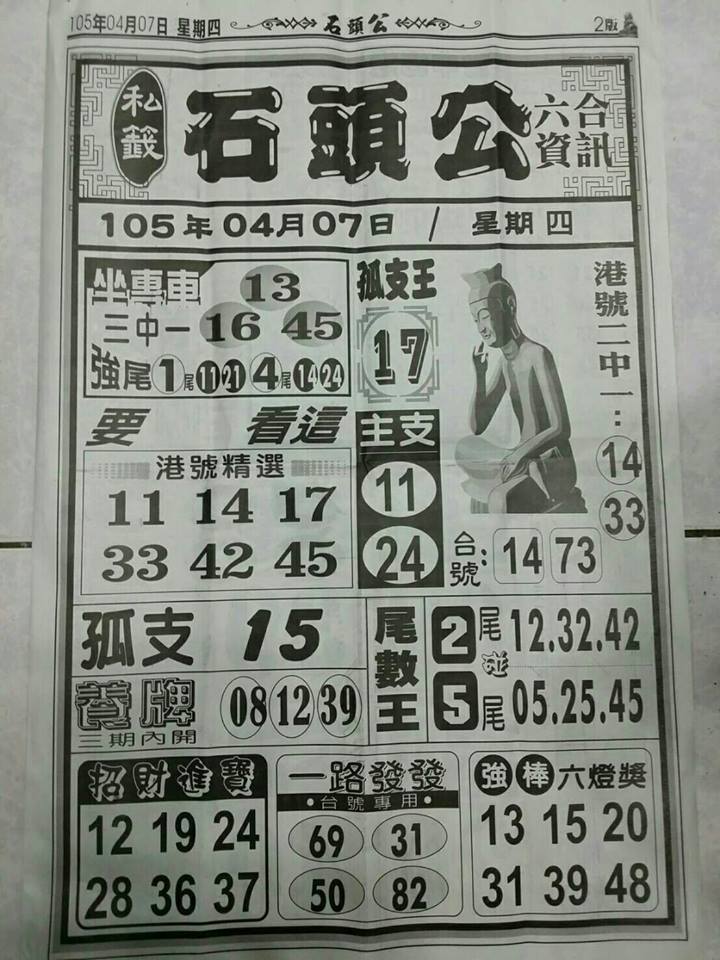 105年04月07日 星期四
石頭公
2版
私籤
石頭公
六合
資訊
105年04月07日 / 星期四
坐專車
三中一
13
16 45
強尾 1尾 11 21 4尾 14 24
孤支王
17
港號二中一：
14
33
要 看這
港號精選
11 14 17
33 42 45
主支
11
24
台號：
14 73
孤支 15
養牌
三期內開
08 12 39
尾數王
2尾 12.32.42
碰
5尾 05.25.45
招財進寶
12 19 24
28 36 37
一路發發
•台號專用•
69 31
50 82
強棒六燈獎
13 15 20
31 39 48